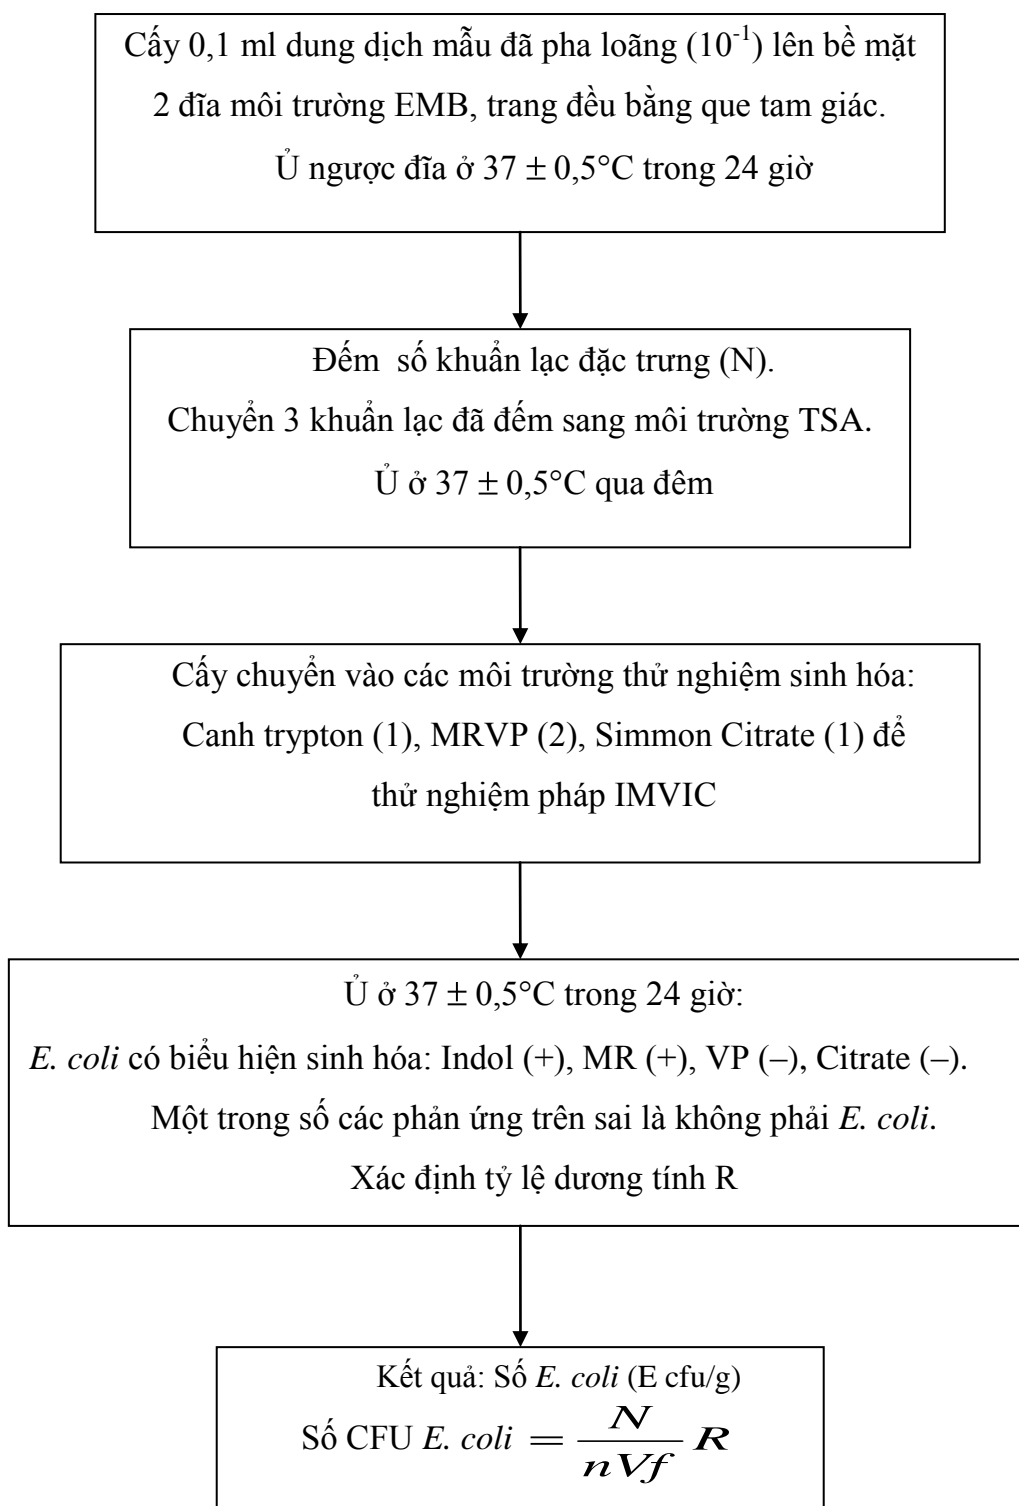 Cấy 0,1 ml dung dịch mẫu đã pha loãng (10⁻¹) lên bề mặt
2 đĩa môi trường EMB, trang đều bằng que tam giác.
Ủ ngược đĩa ở 37 ± 0,5°C trong 24 giờ
Đếm số khuẩn lạc đặc trưng (N).
Chuyển 3 khuẩn lạc đã đếm sang môi trường TSA.
Ủ ở 37 ± 0,5°C qua đêm
Cấy chuyển vào các môi trường thử nghiệm sinh hóa:
Canh trypton (1), MRVP (2), Simmon Citrate (1) để
thử nghiệm pháp IMVIC
Ủ ở 37 ± 0,5°C trong 24 giờ:
E. coli có biểu hiện sinh hóa: Indol (+), MR (+), VP (–), Citrate (–).
Một trong số các phản ứng trên sai là không phải E. coli.
Xác định tỷ lệ dương tính R
Kết quả: Số E. coli (E cfu/g)
Số CFU E. coli = N / nVf R